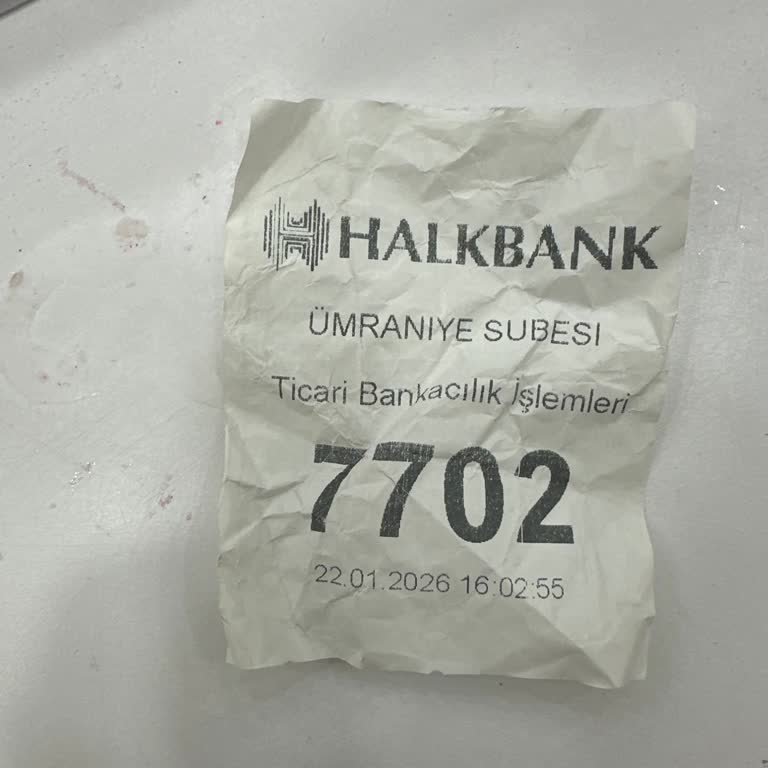 HALKBANK
ÜMRANIYE SUBESI
Ticari Bankacılık İşlemleri
7702
22.01.2026 16:02:55